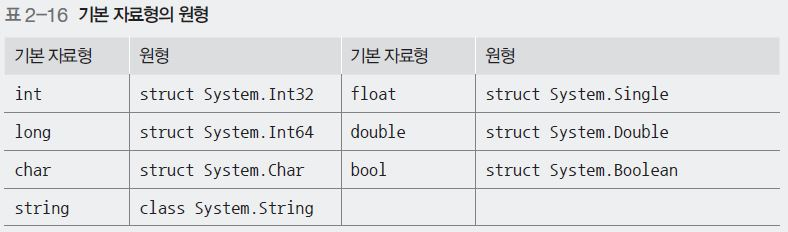 표 2-16 기본 자료형의 원형
기본 자료형 원형 기본 자료형 원형
int struct System.Int32 float struct System.Single
long struct System.Int64 double struct System.Double
char struct System.Char bool struct System.Boolean
string class System.String